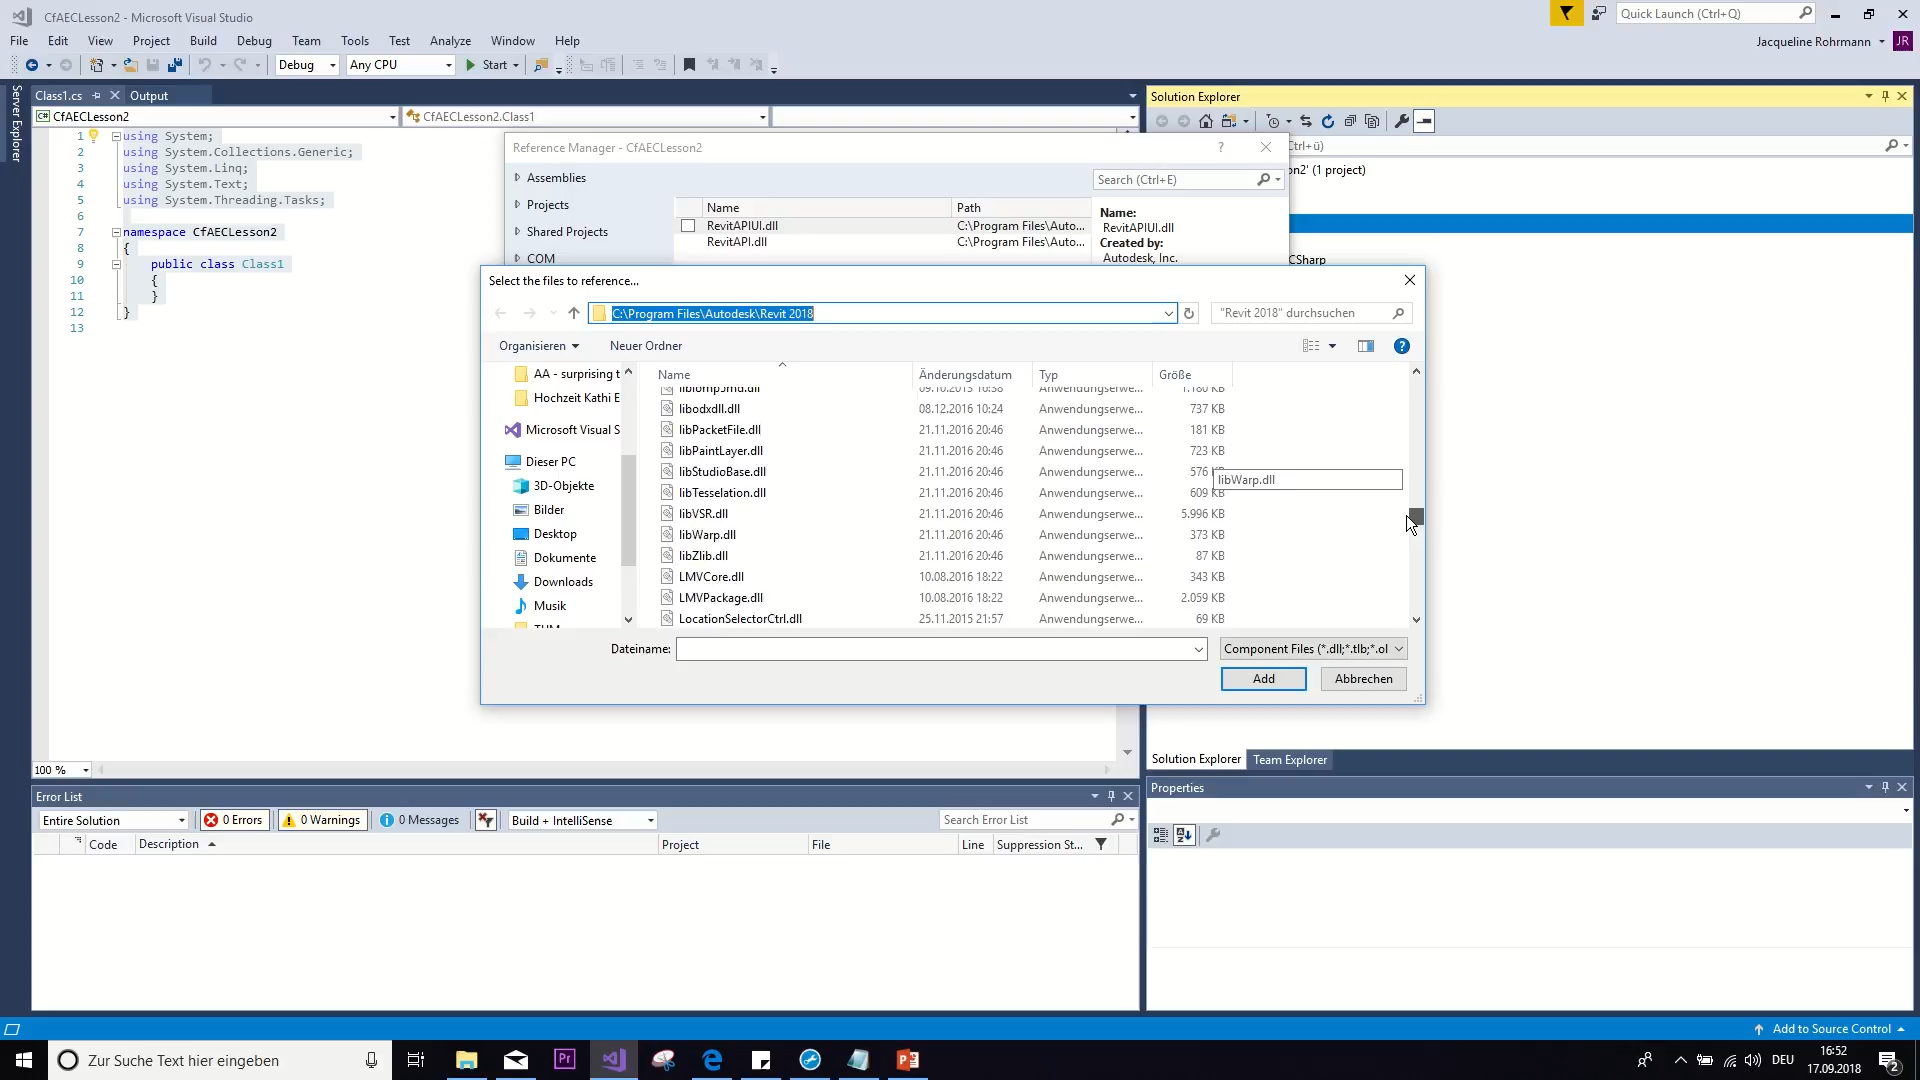 CfAECLesson2 - Microsoft Visual Studio
Quick Launch (Ctrl+Q)
File Edit View Project Build Debug Team Tools Test Analyze Window Help
Jacqueline Rohrmann JR
Debug Any CPU Start
Server Explorer
Class1.cs Output
CfAECLesson2 CfAECLesson2.Class1
1 using System;
2 using System.Collections.Generic;
3 using System.Linq;
4 using System.Text;
5 using System.Threading.Tasks;
6
7 namespace CfAECLesson2
8 {
9 public class Class1
10 {
11 }
12 }
13
100 %
Reference Manager - CfAECLesson2
Assemblies
Projects
Shared Projects
COM
Search (Ctrl+E)
Name Path
RevitAPIUI.dll C:\Program Files\Auto...
RevitAPI.dll C:\Program Files\Auto...
Name:
RevitAPIUI.dll
Created by:
Autodesk, Inc.
Select the files to reference...
C:\Program Files\Autodesk\Revit 2018
"Revit 2018" durchsuchen
Organisieren Neuer Ordner
AA - surprising t
Hochzeit Kathi E
Microsoft Visual S
Dieser PC
3D-Objekte
Bilder
Desktop
Dokumente
Downloads
Musik
Name Änderungsdatum Typ Größe
libodxdll.dll 08.12.2016 10:24 Anwendungserwe... 737 KB
libPacketFile.dll 21.11.2016 20:46 Anwendungserwe... 181 KB
libPaintLayer.dll 21.11.2016 20:46 Anwendungserwe... 723 KB
libStudioBase.dll 21.11.2016 20:46 Anwendungserwe... 576 KB
libTesselation.dll 21.11.2016 20:46 Anwendungserwe... 609 KB
libVSR.dll 21.11.2016 20:46 Anwendungserwe... 5.996 KB
libWarp.dll 21.11.2016 20:46 Anwendungserwe... 373 KB
libZlib.dll 21.11.2016 20:46 Anwendungserwe... 87 KB
LMVCore.dll 10.08.2016 18:22 Anwendungserwe... 343 KB
LMVPackage.dll 10.08.2016 18:22 Anwendungserwe... 2.059 KB
LocationSelectorCtrl.dll 25.11.2015 21:57 Anwendungserwe... 69 KB
libWarp.dll
Dateiname:
Component Files (*.dll;*.tlb;*.ol
Add Abbrechen
Solution Explorer
Ctrl+ü)
on2' (1 project)
CSharp
Solution Explorer Team Explorer
Properties
Error List
Entire Solution 0 Errors 0 Warnings 0 Messages Build + IntelliSense Search Error List
Code Description Project File Line Suppression St...
Add to Source Control
Zur Suche Text hier eingeben
Pr
DEU
16:52
17.09.2018
2